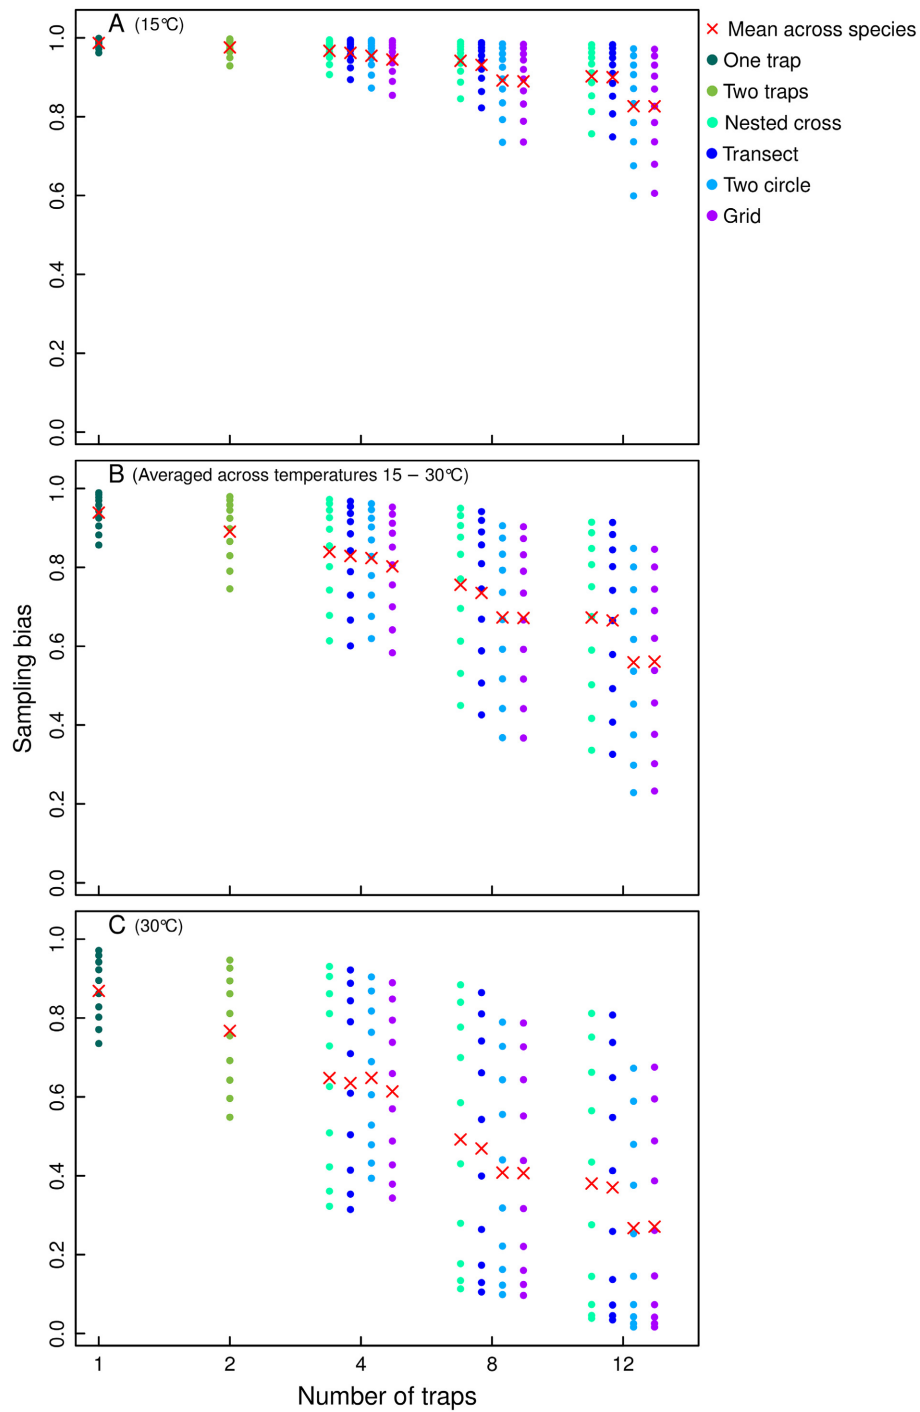 A (15°C)
Mean across species
One trap
Two traps
Nested cross
Transect
Two circle
Grid
1.0
0.8
0.6
0.4
0.2
0.0
B (Averaged across temperatures 15 – 30°C)
1.0
0.8
0.6
0.4
0.2
0.0
Sampling bias
C (30°C)
1.0
0.8
0.6
0.4
0.2
0.0
1 2 4 8 12
Number of traps